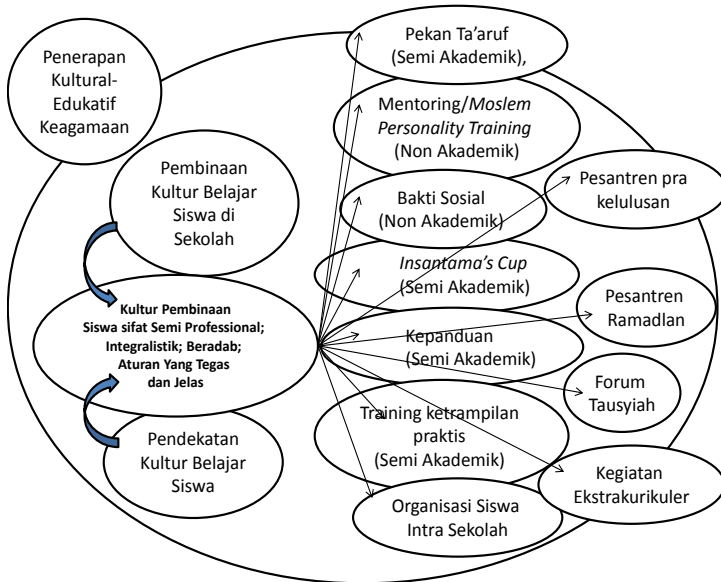 Penerapan
Kultural-
Edukatif
Keagamaan
Pembinaan
Kultur Belajar
Siswa di
Sekolah
Kultur Pembinaan
Siswa sifat Semi Professional;
Integralistik; Beradab;
Aturan Yang Tegas
dan Jelas
Pendekatan
Kultur Belajar
Siswa
Pekan Ta’aruf
(Semi Akademik),
Mentoring/Moslem
Personality Training
(Non Akademik)
Bakti Sosial
(Non Akademik)
Insantama's Cup
(Semi Akademik)
Kepanduan
(Semi Akademik)
Training ketrampilan
praktis
(Semi Akademik)
Organisasi Siswa
Intra Sekolah
Pesantren pra
kelulusan
Pesantren
Ramadlan
Forum
Tausyiah
Kegiatan
Ekstrakurikuler